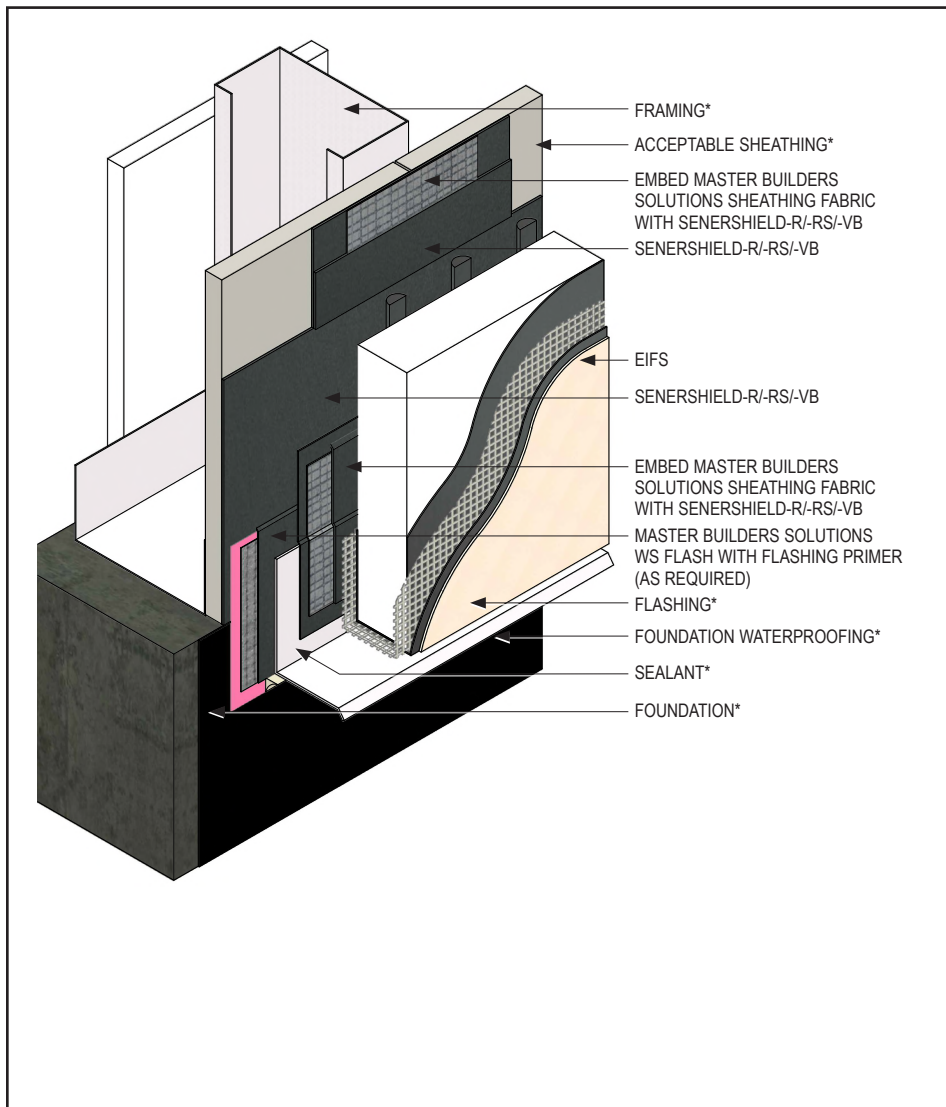 FRAMING*
ACCEPTABLE SHEATHING*
EMBED MASTER BUILDERS
SOLUTIONS SHEATHING FABRIC
WITH SENERSHIELD-R/-RS/-VB
SENERSHIELD-R/-RS/-VB
EIFS
SENERSHIELD-R/-RS/-VB
EMBED MASTER BUILDERS
SOLUTIONS SHEATHING FABRIC
WITH SENERSHIELD-R/-RS/-VB
MASTER BUILDERS SOLUTIONS
WS FLASH WITH FLASHING PRIMER
(AS REQUIRED)
FLASHING*
FOUNDATION WATERPROOFING*
SEALANT*
FOUNDATION*